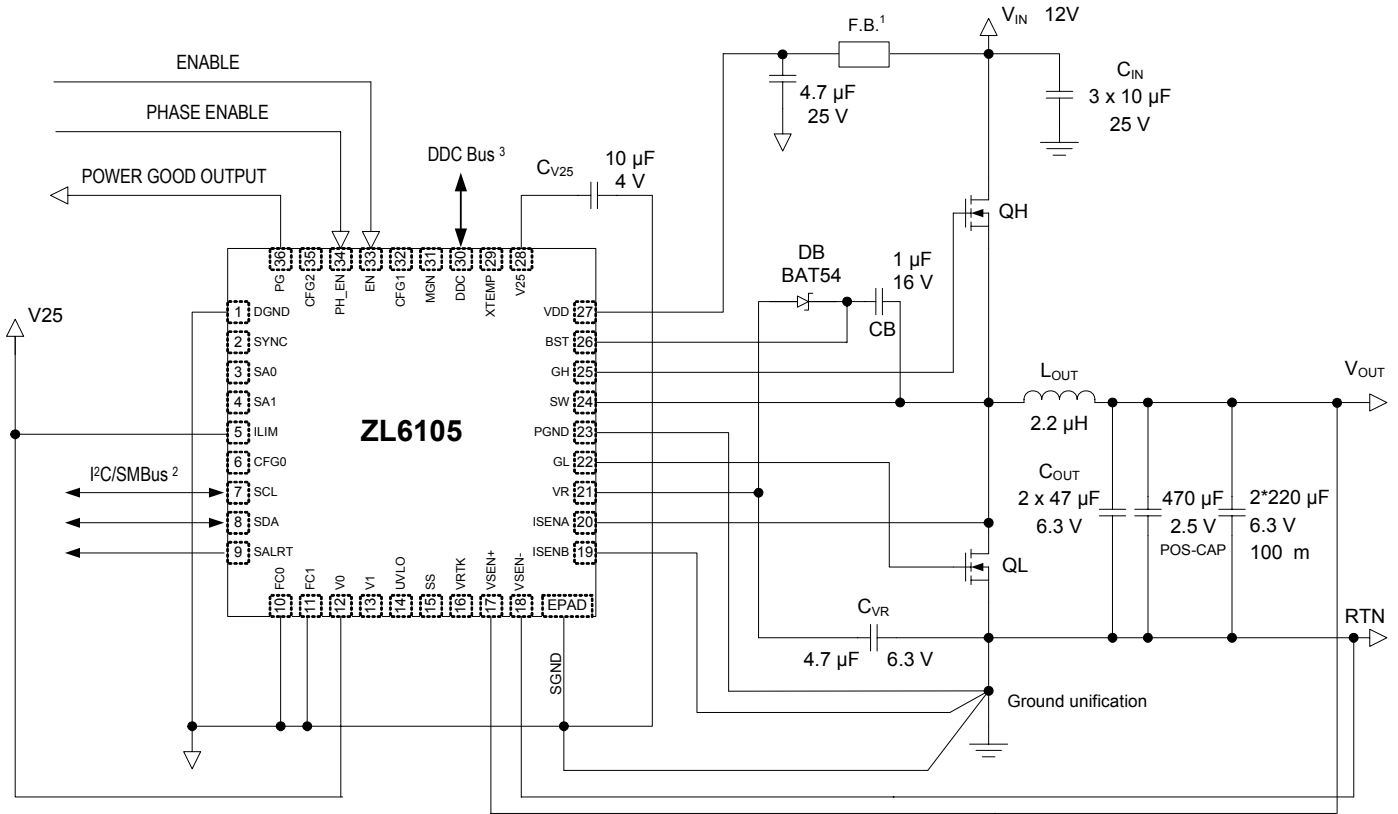 F.B.¹
V_IN 12V
ENABLE
4.7 µF
25 V
C_IN
3 x 10 µF
25 V
PHASE ENABLE
DDC Bus ³
C_V25
10 µF
4 V
POWER GOOD OUTPUT
QH
36 PG
35 CFG2
34 PH_EN
33 EN
32 CFG1
31 MGN
30 DDC
29 XTEMP
28 V25
DB
BAT54
1 µF
16 V
CB
V25
1 DGND
2 SYNC
3 SA0
4 SA1
5 ILIM
6 CFG0
7 SCL
8 SDA
9 SALRT
I²C/SMBus ²
ZL6105
VDD 27
BST 26
GH 25
SW 24
PGND 23
GL 22
VR 21
ISENA 20
ISENB 19
L_OUT
2.2 µH
V_OUT
C_OUT
2 x 47 µF
6.3 V
470 µF
2.5 V
POS-CAP
2*220 µF
6.3 V
100 m
QL
10 FC0
11 FC1
12 V0
13 V1
14 UVLO
15 SS
16 VRTK
17 VSEN+
18 VSEN-
EPAD
C_VR
4.7 µF 6.3 V
RTN
SGND
Ground unification